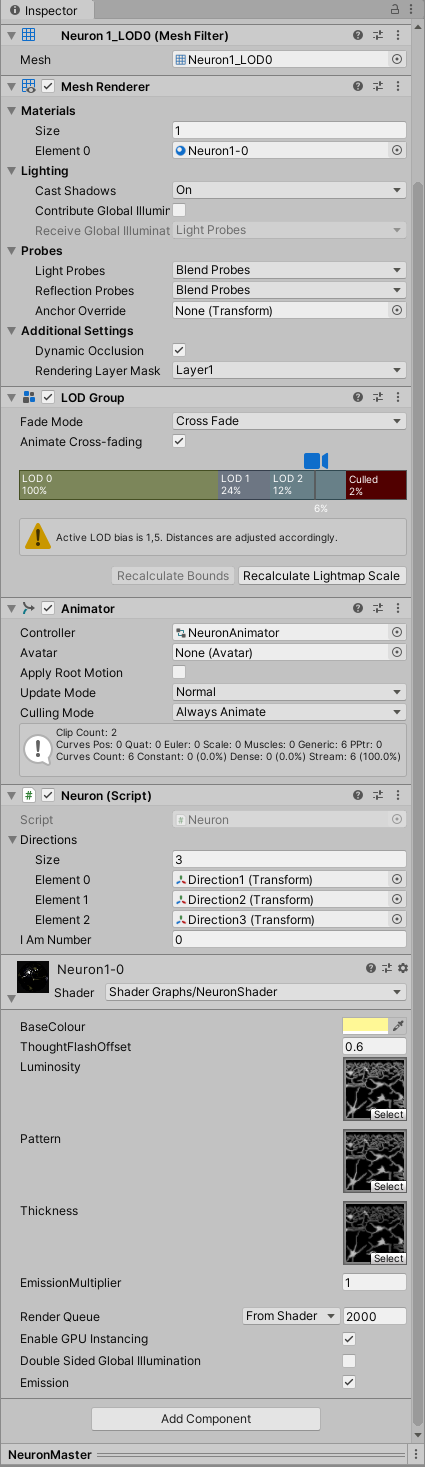 Inspector
Neuron 1_LOD0 (Mesh Filter)
Mesh Neuron1_LOD0
Mesh Renderer
Materials
Size 1
Element 0 Neuron1-0
Lighting
Cast Shadows On
Contribute Global Illumir
Receive Global Illuminat Light Probes
Probes
Light Probes Blend Probes
Reflection Probes Blend Probes
Anchor Override None (Transform)
Additional Settings
Dynamic Occlusion
Rendering Layer Mask Layer1
LOD Group
Fade Mode Cross Fade
Animate Cross-fading
LOD 0 LOD 1 LOD 2 Culled
100% 24% 12% 2%
6%
Active LOD bias is 1,5. Distances are adjusted accordingly.
Recalculate Bounds Recalculate Lightmap Scale
Animator
Controller NeuronAnimator
Avatar None (Avatar)
Apply Root Motion
Update Mode Normal
Culling Mode Always Animate
Clip Count: 2
Curves Pos: 0 Quat: 0 Euler: 0 Scale: 0 Muscles: 0 Generic: 6 PPtr: 0
Curves Count: 6 Constant: 0 (0.0%) Dense: 0 (0.0%) Stream: 6 (100.0%)
# Neuron (Script)
Script # Neuron
Directions
Size 3
Element 0 Direction1 (Transform)
Element 1 Direction2 (Transform)
Element 2 Direction3 (Transform)
I Am Number 0
Neuron1-0
Shader Shader Graphs/NeuronShader
BaseColour
ThoughtFlashOffset 0.6
Luminosity
Select
Pattern
Select
Thickness
Select
EmissionMultiplier 1
Render Queue From Shader 2000
Enable GPU Instancing
Double Sided Global Illumination
Emission
Add Component
NeuronMaster